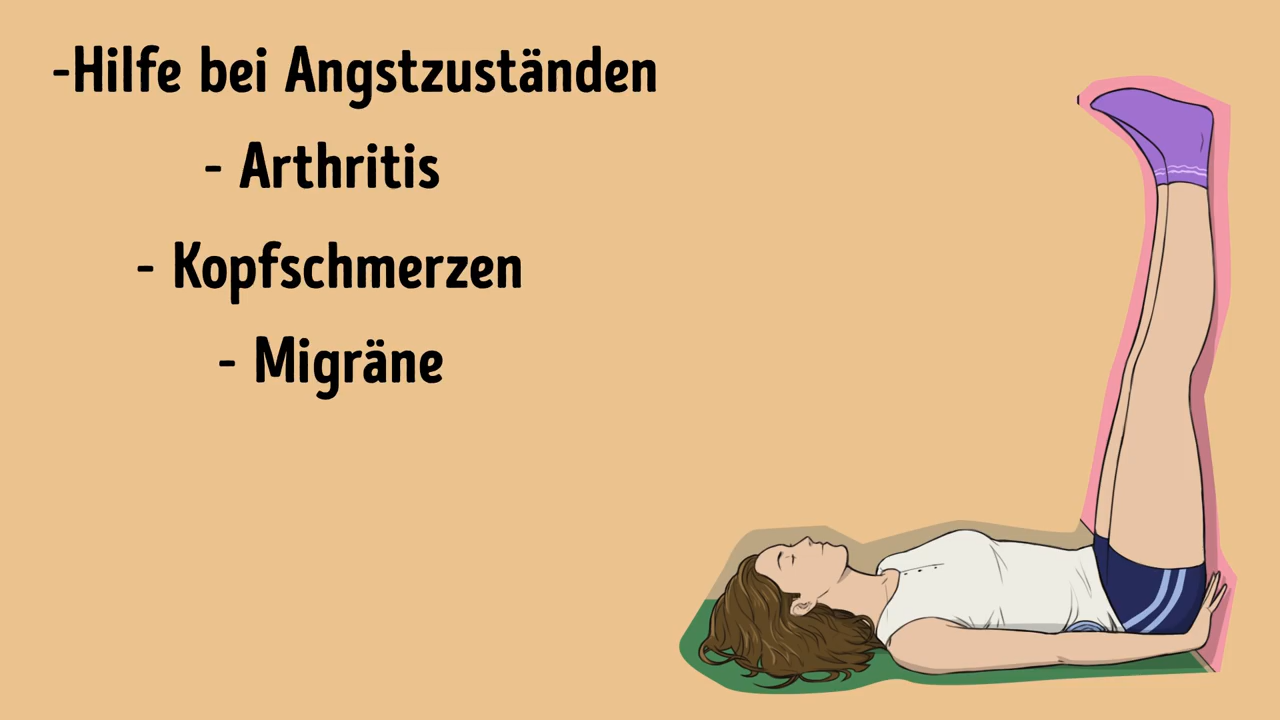 -Hilfe bei Angstzuständen
- Arthritis
- Kopfschmerzen
- Migräne